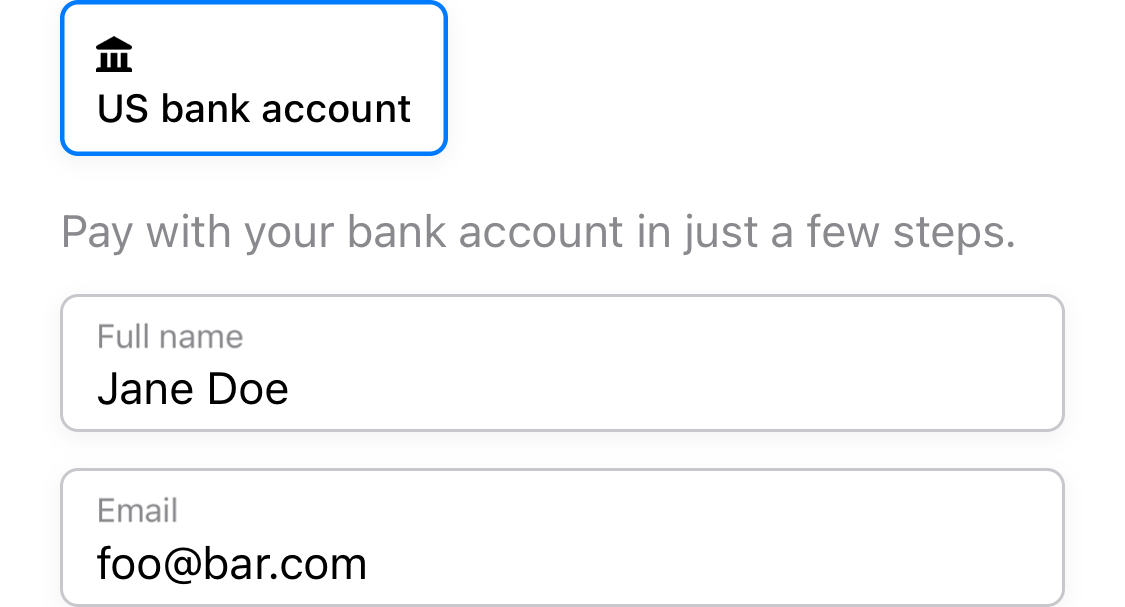 US bank account
Pay with your bank account in just a few steps.
Full name
Jane Doe
Email
foo@bar.com